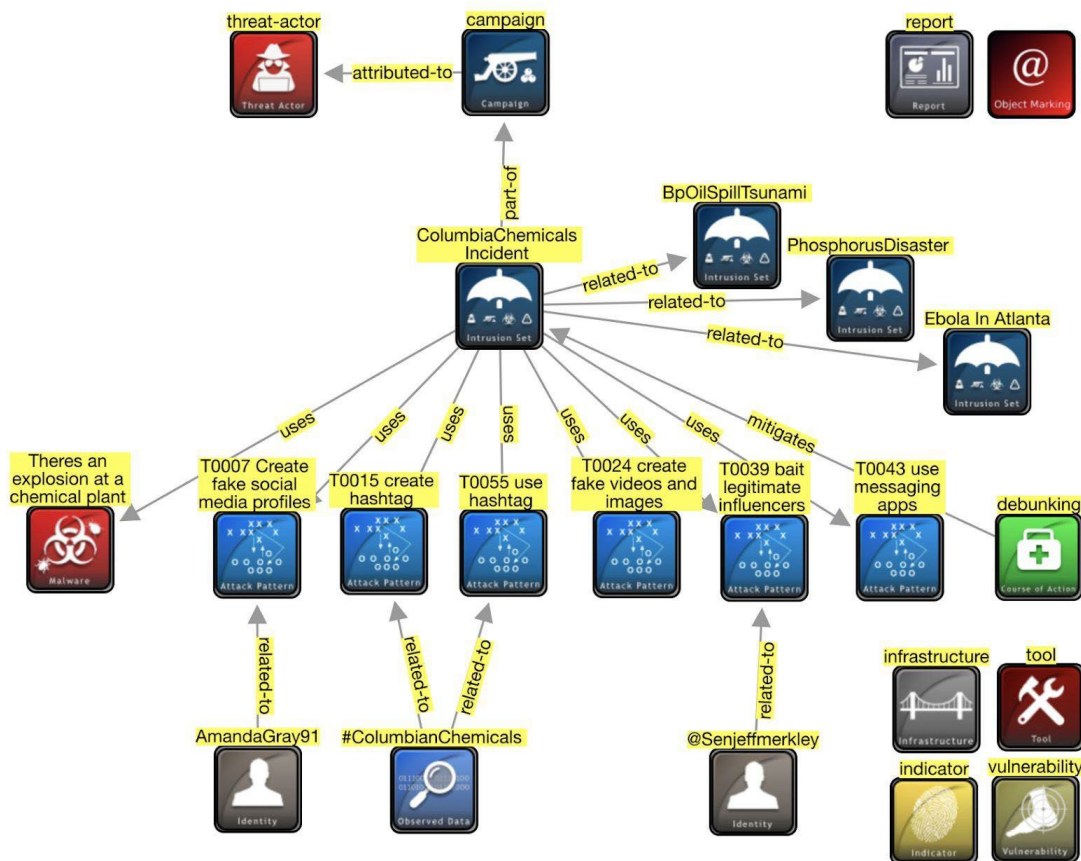 threat-actor
campaign
report
Threat Actor
attributed-to
Campaign
Report
@
Object Marking
part-of
BpOilSpillTsunami
ColumbiaChemicals
Incident
PhosphorusDisaster
related-to
Intrusion Set
related-to
Ebola In Atlanta
Intrusion Set
related-to
Intrusion Set
Intrusion Set
uses
uses
uses
uses
uses
uses
uses
mitigates
Theres an
explosion at a
chemical plant
T0007 Create
fake social
media profiles
T0015 create
hashtag
T0055 use
hashtag
T0024 create
fake videos and
images
T0039 bait
legitimate
influencers
T0043 use
messaging
apps
debunking
Malware
Attack Pattern
Attack Pattern
Attack Pattern
Attack Pattern
Attack Pattern
Attack Pattern
Course of Action
related-to
related-to
related-to
related-to
infrastructure
tool
AmandaGray91
#ColumbianChemicals
@Senjeffmerkley
Infrastructure
Tool
indicator
vulnerability
Identity
Observed Data
Identity
Indicator
Vulnerability